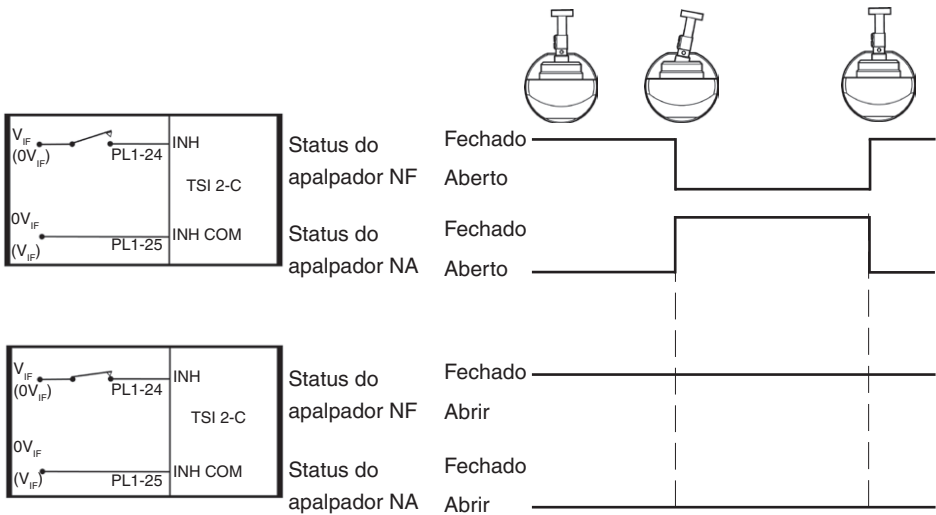 V_IF
(0V_IF)
PL1-24
INH
TSI 2-C
0V_IF
(V_IF)
PL1-25
INH COM
Status do
apalpador NF
Fechado
Aberto
Status do
apalpador NA
Fechado
Aberto
V_IF
(0V_IF)
PL1-24
INH
TSI 2-C
0V_IF
(V_IF)
PL1-25
INH COM
Status do
apalpador NF
Fechado
Abrir
Status do
apalpador NA
Fechado
Abrir